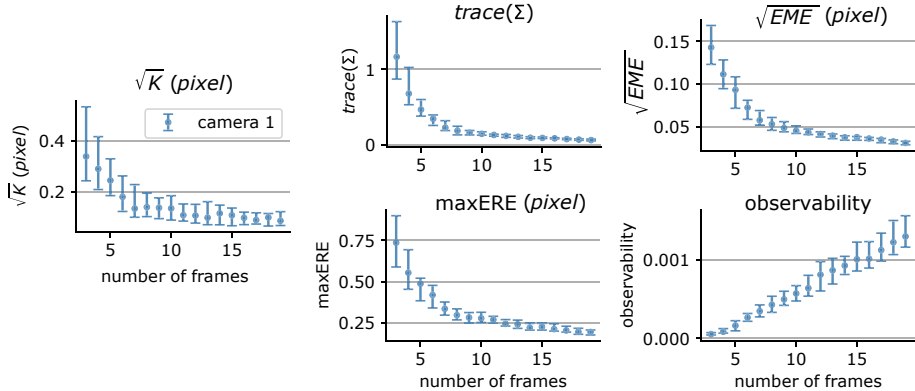 √K (pixel)
camera 1
√K (pixel)
0.4
0.2
5
10
15
number of frames
trace(Σ)
trace(Σ)
1
0
5
10
15
√EME (pixel)
√EME
0.15
0.10
0.05
5
10
15
maxERE (pixel)
maxERE
0.75
0.50
0.25
5
10
15
number of frames
observability
observability
0.001
0.000
5
10
15
number of frames